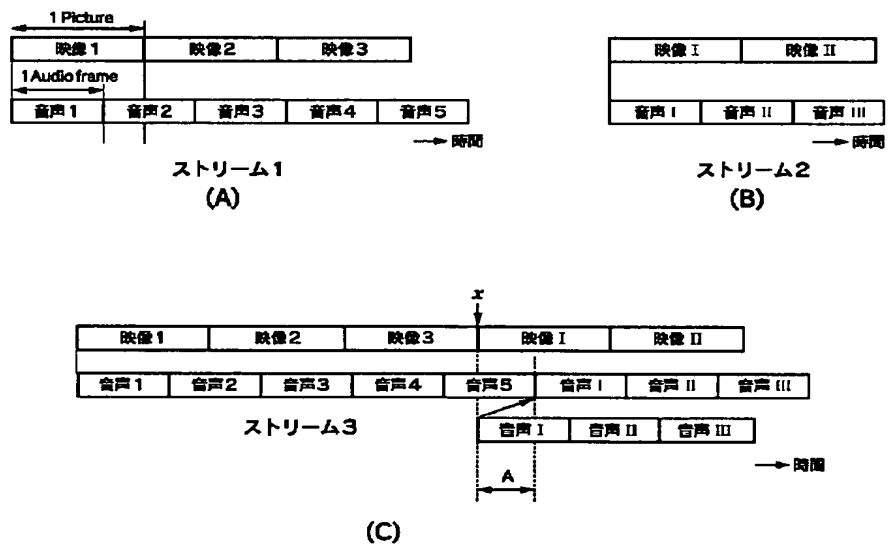 1 Picture
映像1 映像2 映像3
1 Audio frame
音声1 音声2 音声3 音声4 音声5
時間
ストリーム1
(A)
映像 I 映像 II
音声 I 音声 II 音声 III
時間
ストリーム2
(B)
x
映像1 映像2 映像3 映像 I 映像 II
音声1 音声2 音声3 音声4 音声5 音声 I 音声 II 音声 III
ストリーム3
音声 I 音声 II 音声 III
時間
A
(C)